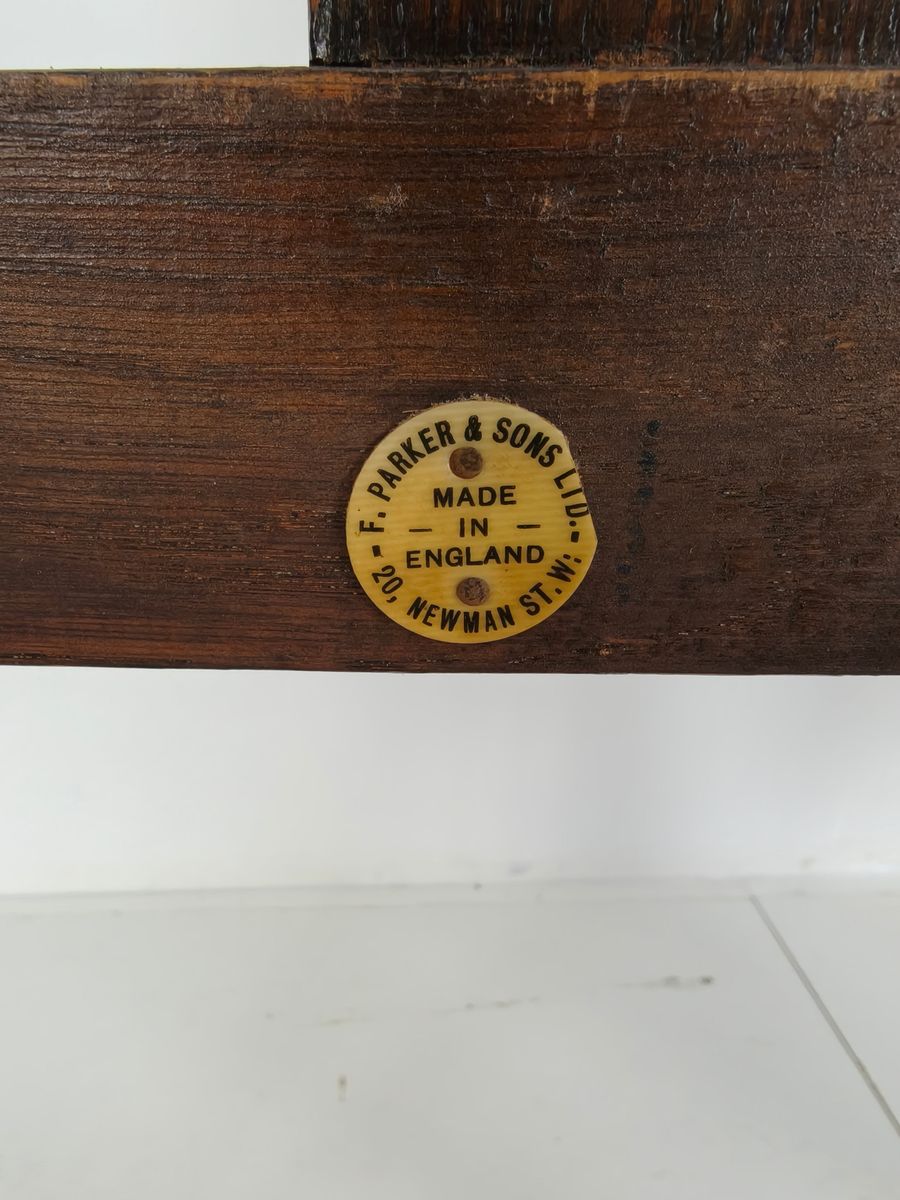 F. PARKER & SONS LTD.
MADE
— IN —
ENGLAND
- 20, NEWMAN ST. W. -